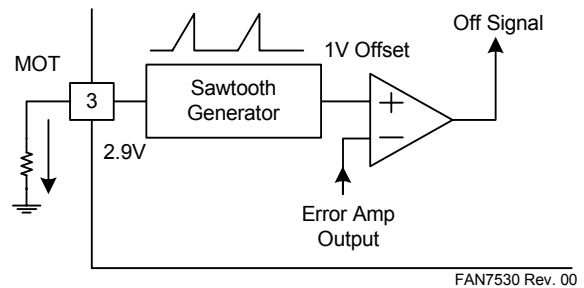 Off Signal
1V Offset
MOT
3
Sawtooth
Generator
+
−
2.9V
Error Amp
Output
FAN7530 Rev. 00